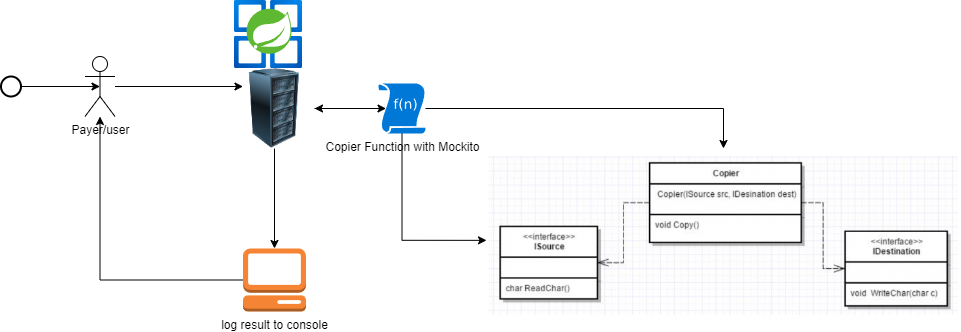 f(n)
Payer/user
Copier Function with Mockito
Copier
Copier(ISource src, IDesination dest)
void Copy()
<<interface>>
ISource
char ReadChar()
<<interface>>
IDestination
void WriteChar(char c)
log result to console